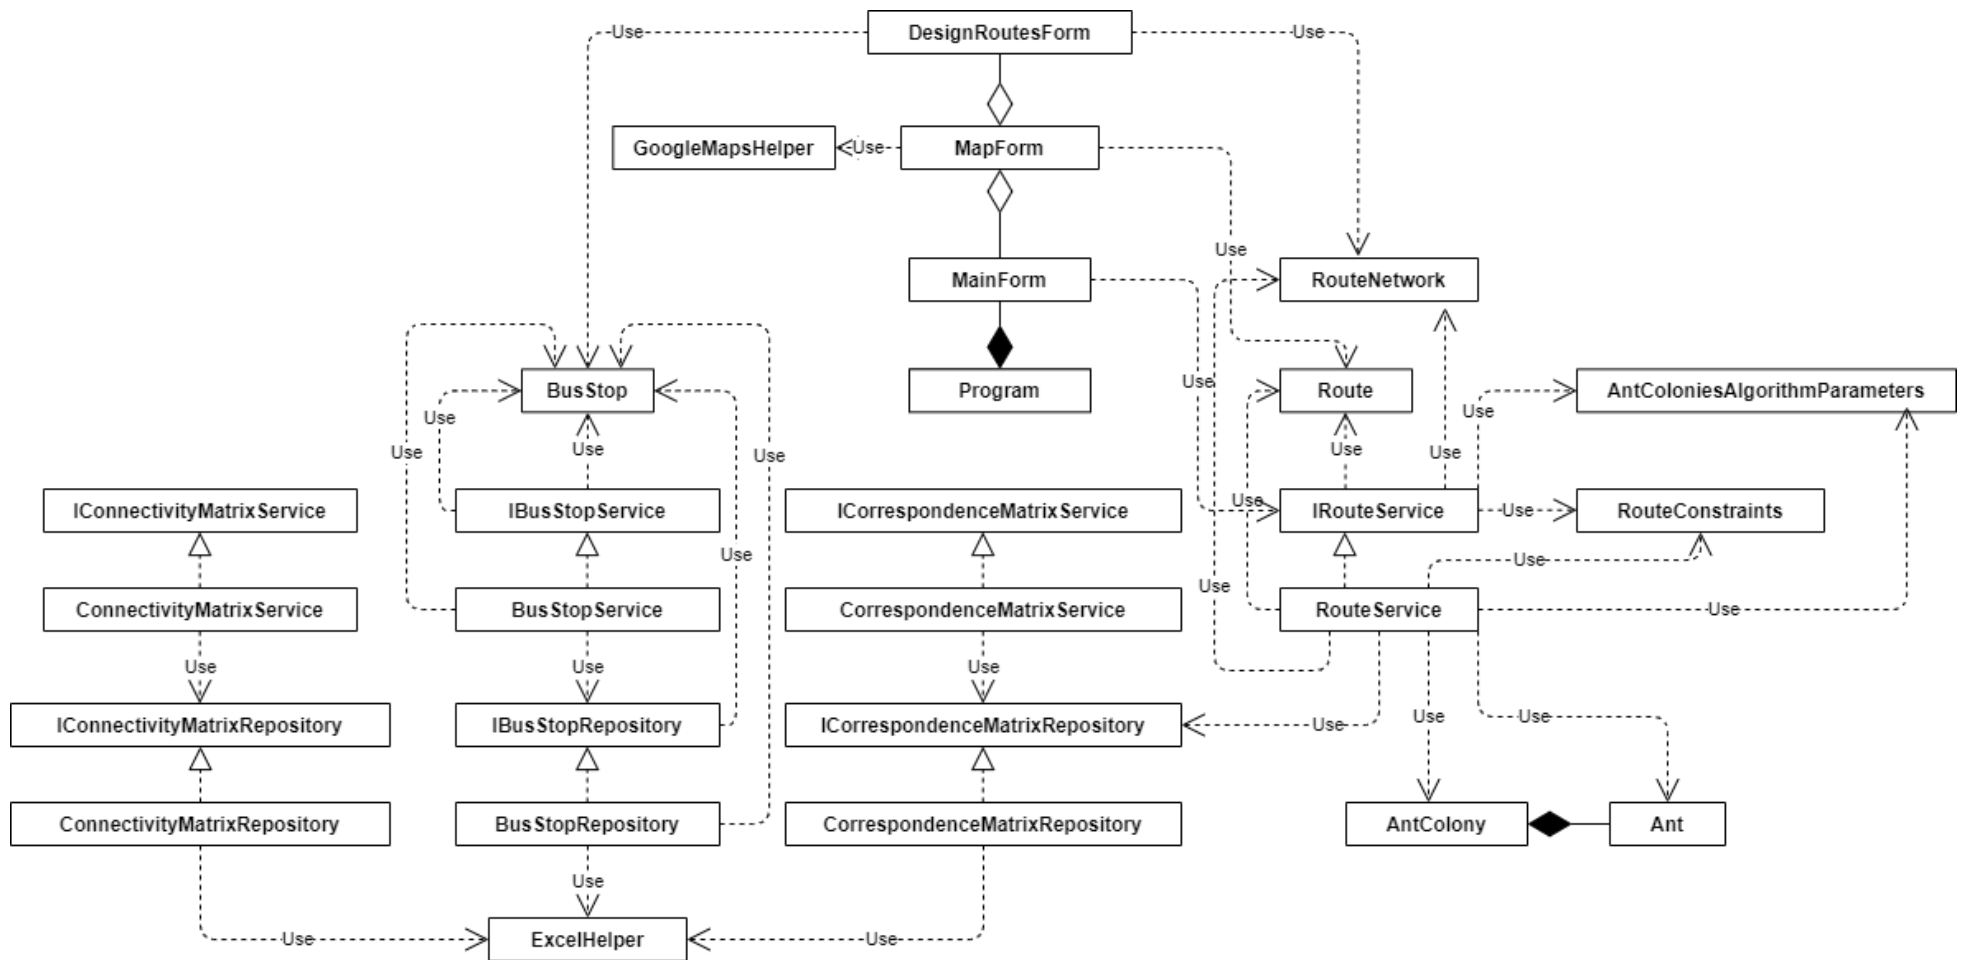 Use
DesignRoutesForm
Use
GoogleMapsHelper
Use
MapForm
Use
MainForm
RouteNetwork
Use
BusStop
Program
Route
AntColoniesAlgorithmParameters
Use
Use
Use
Use
Use
Use
Use
IConnectivityMatrixService
IBusStopService
ICorrespondenceMatrixService
Use
IRouteService
Use
RouteConstraints
Use
Use
Use
ConnectivityMatrixService
BusStopService
CorrespondenceMatrixService
RouteService
Use
Use
Use
Use
IConnectivityMatrixRepository
IBusStopRepository
ICorrespondenceMatrixRepository
Use
Use
Use
ConnectivityMatrixRepository
BusStopRepository
CorrespondenceMatrixRepository
AntColony
Ant
Use
Use
ExcelHelper
Use